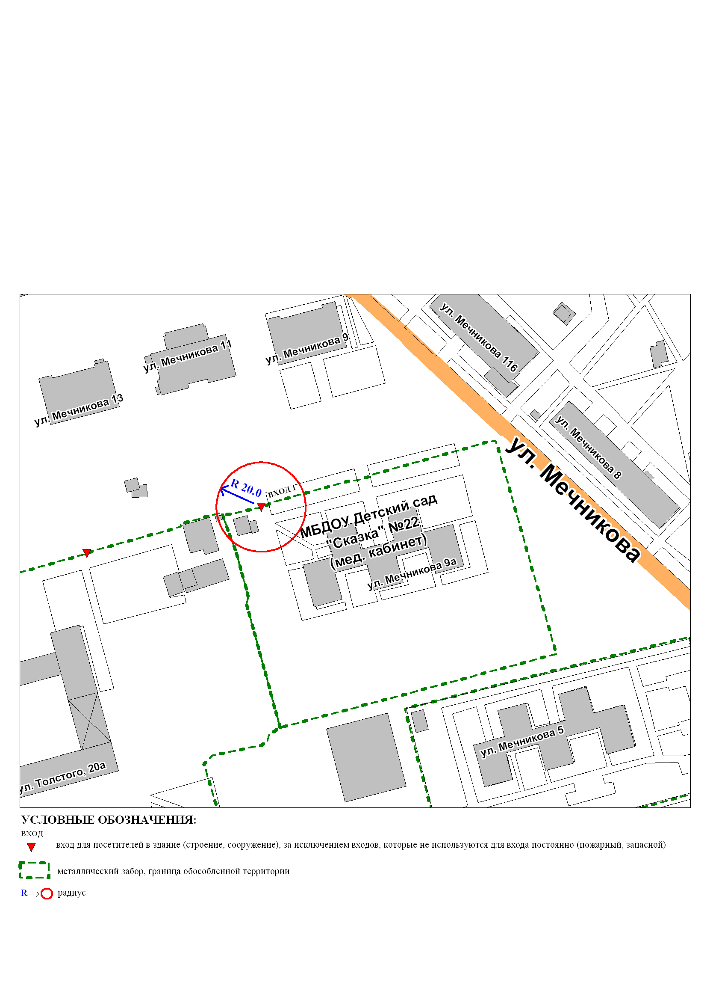 ул. Мечникова 116
ул. Мечникова 9
ул. Мечникова 11
ул. Мечникова 13
ул. Мечникова 8
ул. Мечникова
R 20.0
ВХОД 1
МБДОУ Детский сад
"Сказка" №22
(мед. кабинет)
ул. Мечникова 9а
ул. Мечникова 5
ул. Толстого, 20а
УСЛОВНЫЕ ОБОЗНАЧЕНИЯ:
ВХОД
вход для посетителей в здание (строение, сооружение), за исключением входов, которые не используются для входа постоянно (пожарный, запасной)
металлический забор, граница обособленной территории
R радиус